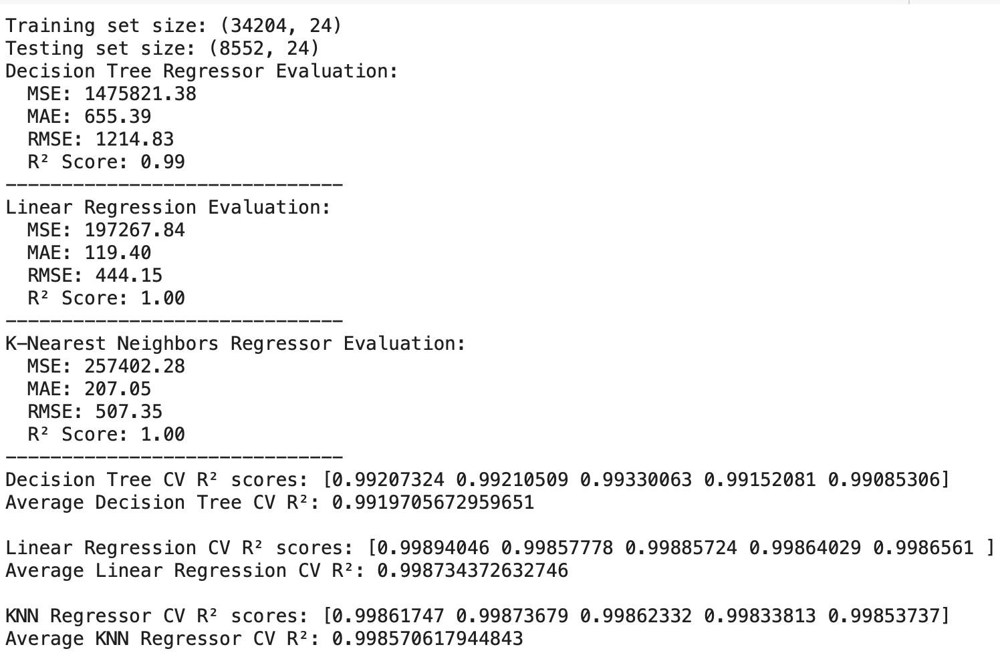 Training set size: (34204, 24)
Testing set size: (8552, 24)
Decision Tree Regressor Evaluation:
  MSE: 1475821.38
  MAE: 655.39
  RMSE: 1214.83
  R² Score: 0.99
------------------------------
Linear Regression Evaluation:
  MSE: 197267.84
  MAE: 119.40
  RMSE: 444.15
  R² Score: 1.00
------------------------------
K-Nearest Neighbors Regressor Evaluation:
  MSE: 257402.28
  MAE: 207.05
  RMSE: 507.35
  R² Score: 1.00
------------------------------
Decision Tree CV R² scores: [0.99207324 0.99210509 0.99330063 0.99152081 0.99085306]
Average Decision Tree CV R²: 0.9919705672959651

Linear Regression CV R² scores: [0.99894046 0.99857778 0.99885724 0.99864029 0.9986561 ]
Average Linear Regression CV R²: 0.998734372632746

KNN Regressor CV R² scores: [0.99861747 0.99873679 0.99862332 0.99833813 0.99853737]
Average KNN Regressor CV R²: 0.998570617944843